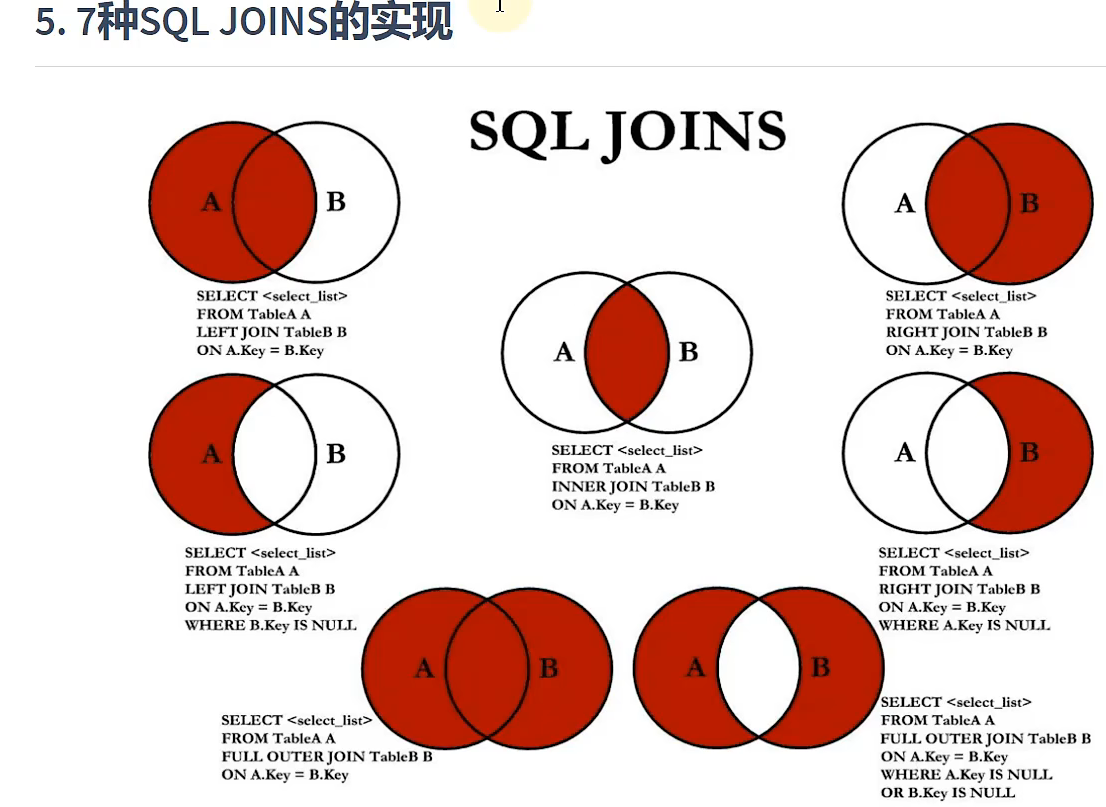 5. 7种SQL JOINS的实现
SQL JOINS
A
B
SELECT <select_list>
FROM TableA A
LEFT JOIN TableB B
ON A.Key = B.Key
A
B
SELECT <select_list>
FROM TableA A
RIGHT JOIN TableB B
ON A.Key = B.Key
A
B
SELECT <select_list>
FROM TableA A
INNER JOIN TableB B
ON A.Key = B.Key
A
B
SELECT <select_list>
FROM TableA A
LEFT JOIN TableB B
ON A.Key = B.Key
WHERE B.Key IS NULL
A
B
SELECT <select_list>
FROM TableA A
RIGHT JOIN TableB B
ON A.Key = B.Key
WHERE A.Key IS NULL
A
B
SELECT <select_list>
FROM TableA A
FULL OUTER JOIN TableB B
ON A.Key = B.Key
A
B
SELECT <select_list>
FROM TableA A
FULL OUTER JOIN TableB B
ON A.Key = B.Key
WHERE A.Key IS NULL
OR B.Key IS NULL